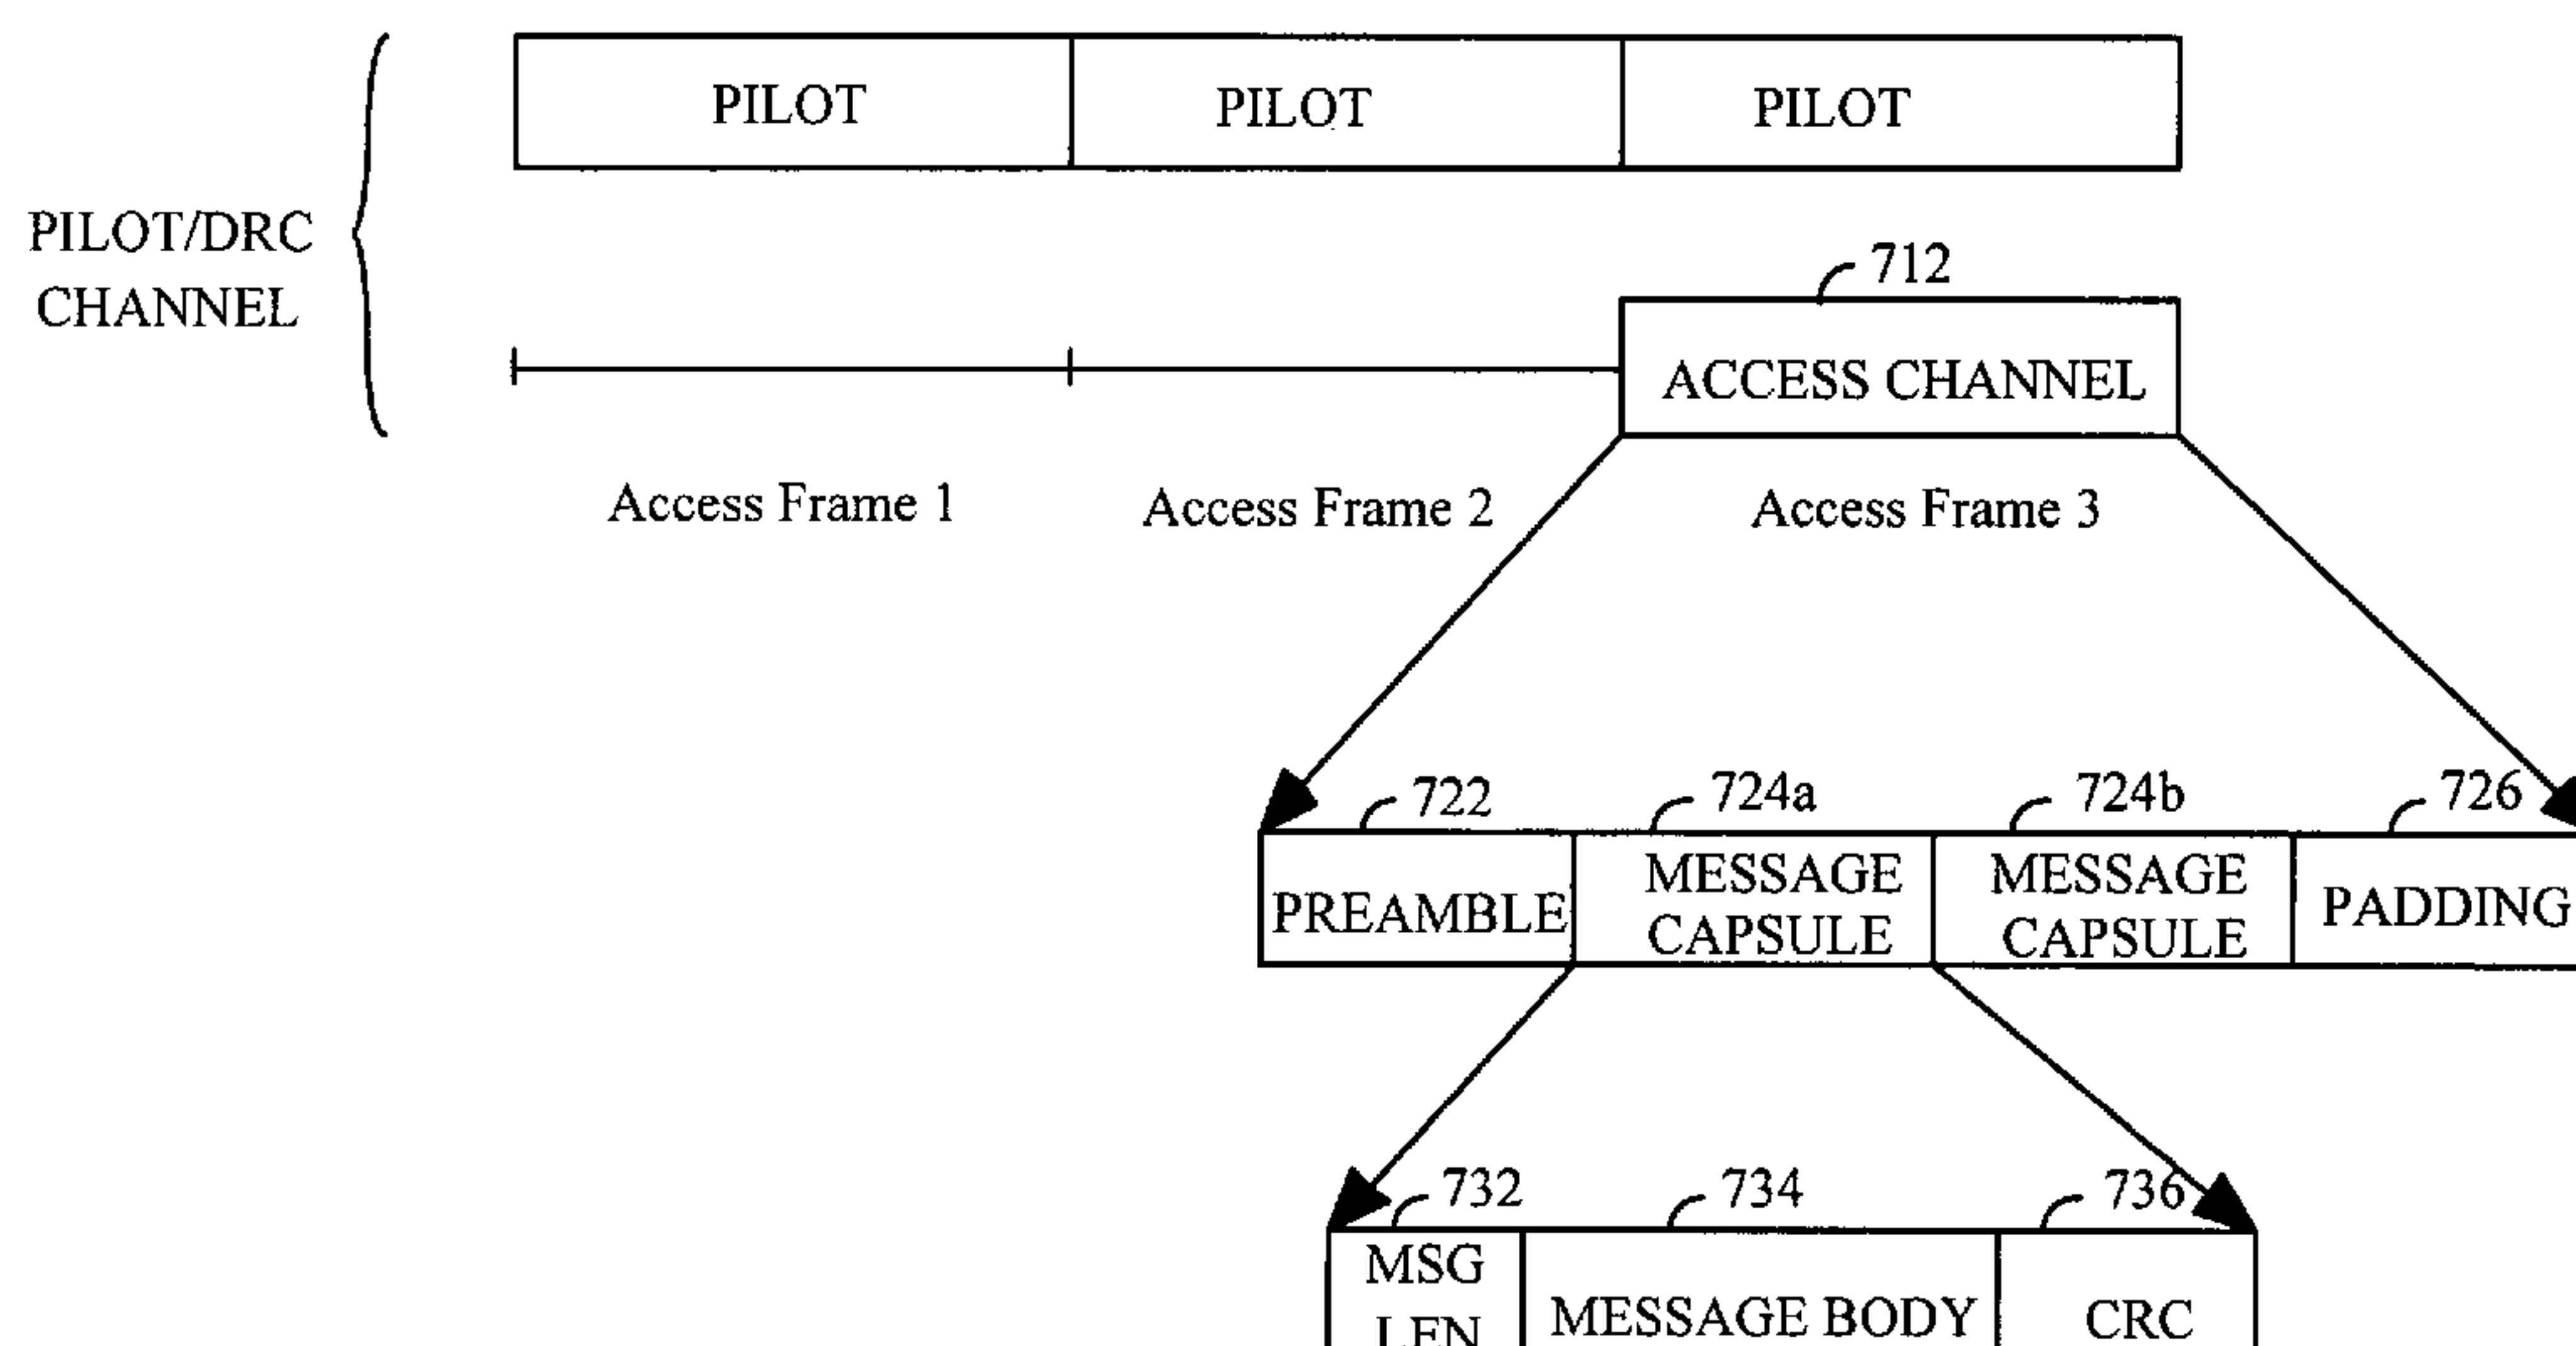 PILOT
PILOT
PILOT
PILOT/DRC
CHANNEL
712
ACCESS CHANNEL
Access Frame 1
Access Frame 2
Access Frame 3
722
724a
724b
726
PREAMBLE
MESSAGE
CAPSULE
MESSAGE
CAPSULE
PADDING
732
734
736
MSG
LEN
MESSAGE BODY
CRC